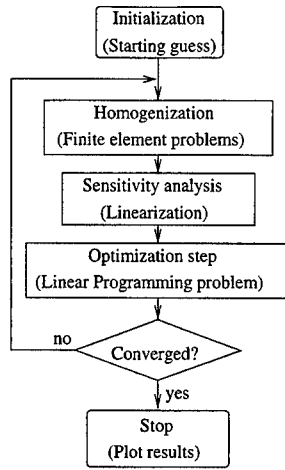 Initialization
(Starting guess)
Homogenization
(Finite element problems)
Sensitivity analysis
(Linearization)
Optimization step
(Linear Programming problem)
no
Converged?
yes
Stop
(Plot results)